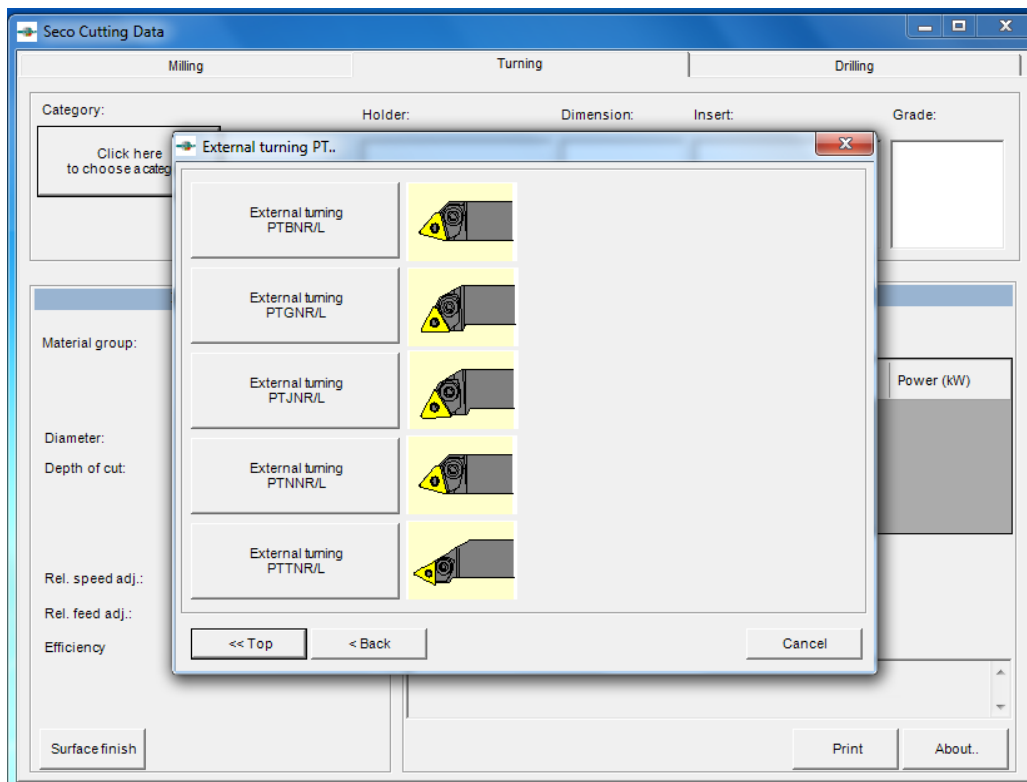 Seco Cutting Data
Milling
Turning
Drilling
Category:
Holder:
Dimension:
Insert:
Grade:
Click here
to choose a categ
External turning PT..
External turning
PTBNR/L
External turning
PTGNR/L
External turning
PTJNR/L
External turning
PTNNR/L
External turning
PTTNR/L
<< Top
< Back
Cancel
Material group:
Power (kW)
Diameter:
Depth of cut:
Rel. speed adj.:
Rel. feed adj.:
Efficiency
Surface finish
Print
About..